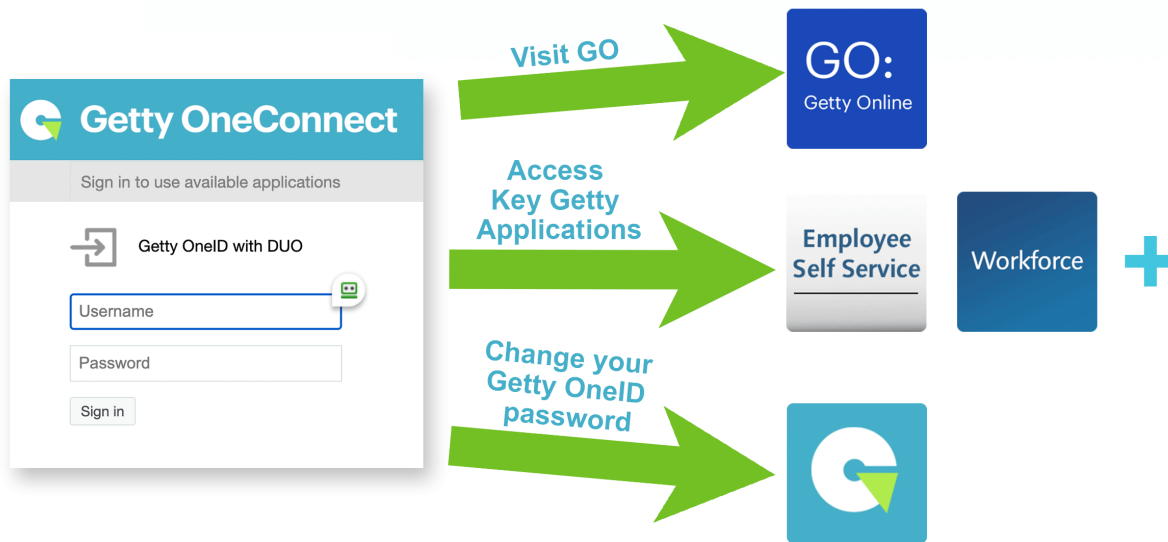 Getty OneConnect
Sign in to use available applications
Getty OneID with DUO
Username
Password
Sign in
Visit GO
GO:
Getty Online
Access
Key Getty
Applications
Employee
Self Service
Workforce
Change your
Getty OneID
password